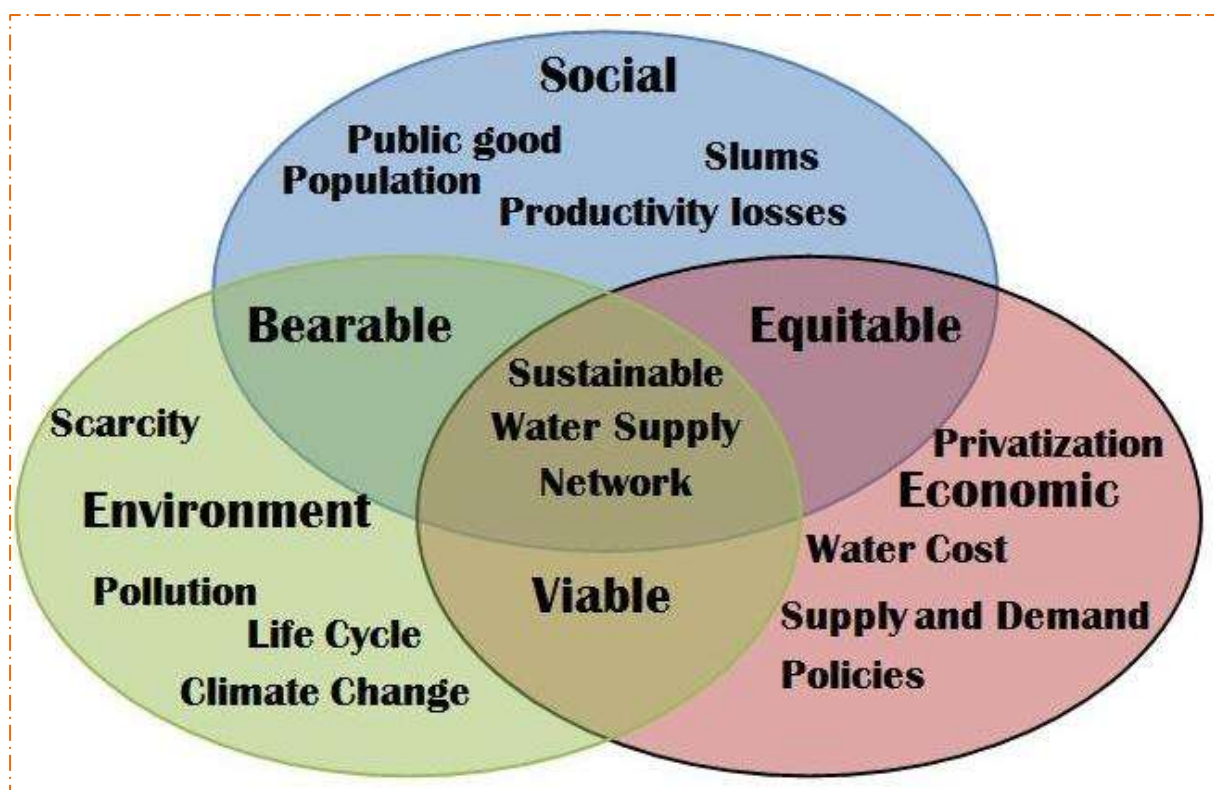 Social
Public good
Slums
Population
Productivity losses
Bearable
Equitable
Sustainable
Water Supply
Network
Scarcity
Environment
Pollution
Life Cycle
Climate Change
Viable
Privatization
Economic
Water Cost
Supply and Demand
Policies